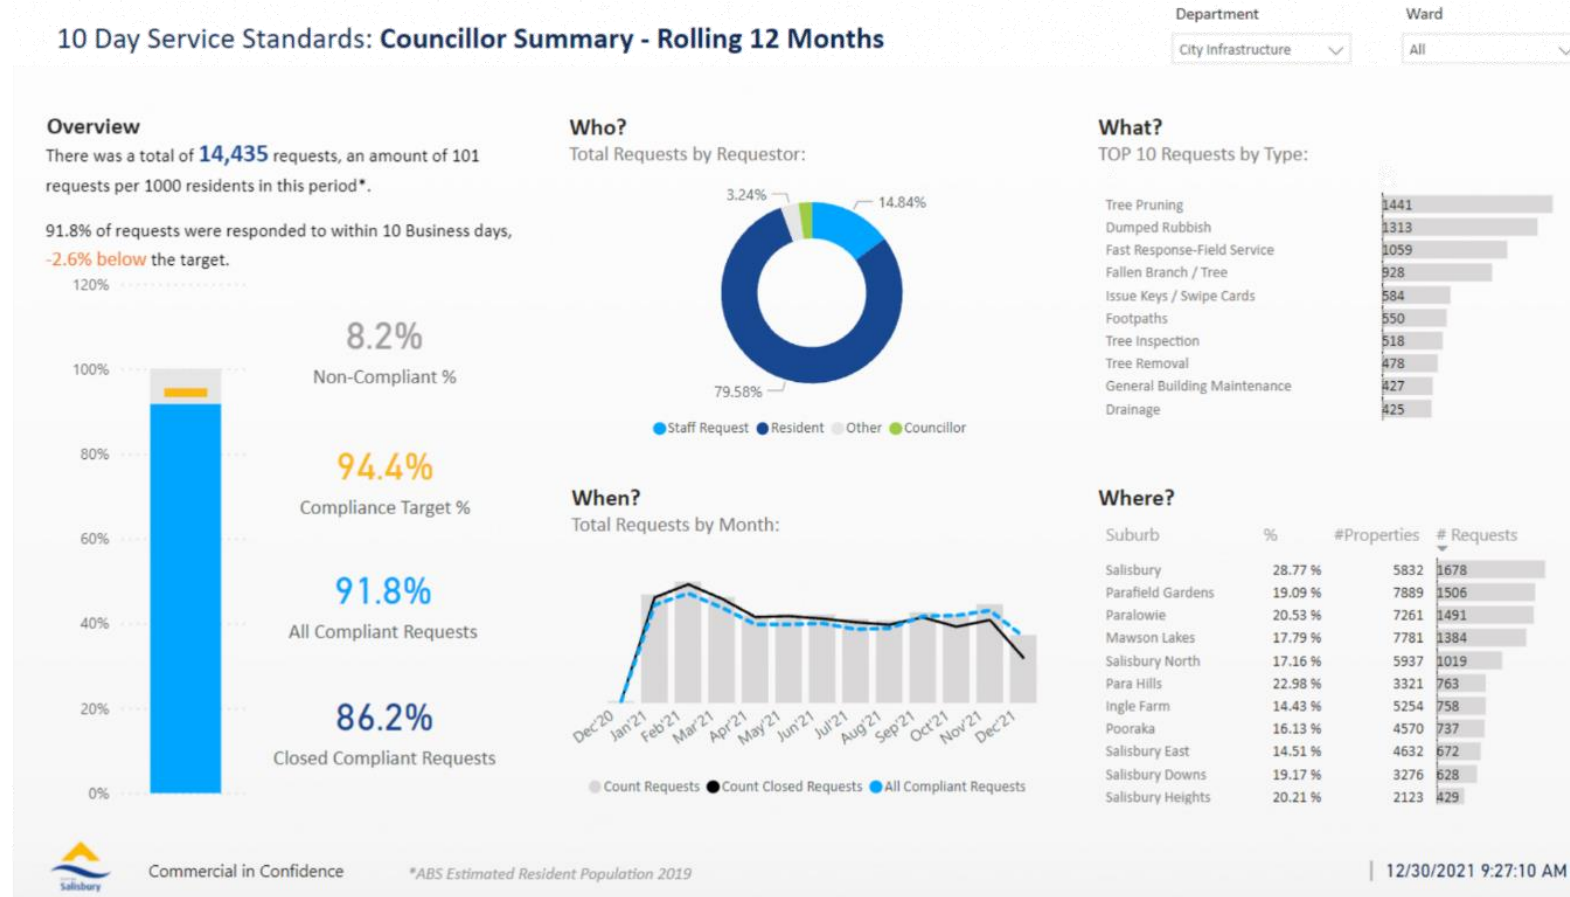 10 Day Service Standards: Councillor Summary - Rolling 12 Months
Department
City Infrastructure
Ward
All
Overview
There was a total of 14,435 requests, an amount of 101
requests per 1000 residents in this period*.
91.8% of requests were responded to within 10 Business days,
-2.6% below the target.
120%
100%
80%
60%
40%
20%
0%
8.2%
Non-Compliant %
94.4%
Compliance Target %
91.8%
All Compliant Requests
86.2%
Closed Compliant Requests
Who?
Total Requests by Requestor:
3.24%
14.84%
79.58%
Staff Request Resident Other Councillor
When?
Total Requests by Month:
Dec'20 Jan'21 Feb'21 Mar'21 Apr'21 May'21 Jun'21 Jul'21 Aug'21 Sep'21 Oct'21 Nov'21 Dec'21
Count Requests Count Closed Requests All Compliant Requests
What?
TOP 10 Requests by Type:
Tree Pruning 1441
Dumped Rubbish 1313
Fast Response-Field Service 1059
Fallen Branch / Tree 928
Issue Keys / Swipe Cards 584
Footpaths 550
Tree Inspection 518
Tree Removal 478
General Building Maintenance 427
Drainage 425
Where?
Suburb % #Properties # Requests
Salisbury 28.77 % 5832 1678
Parafield Gardens 19.09 % 7889 1506
Paralowie 20.53 % 7261 1491
Mawson Lakes 17.79 % 7781 1384
Salisbury North 17.16 % 5937 1019
Para Hills 22.98 % 3321 763
Ingle Farm 14.43 % 5254 758
Pooraka 16.13 % 4570 737
Salisbury East 14.51 % 4632 672
Salisbury Downs 19.17 % 3276 628
Salisbury Heights 20.21 % 2123 429
Salisbury
Commercial in Confidence
*ABS Estimated Resident Population 2019
12/30/2021 9:27:10 AM